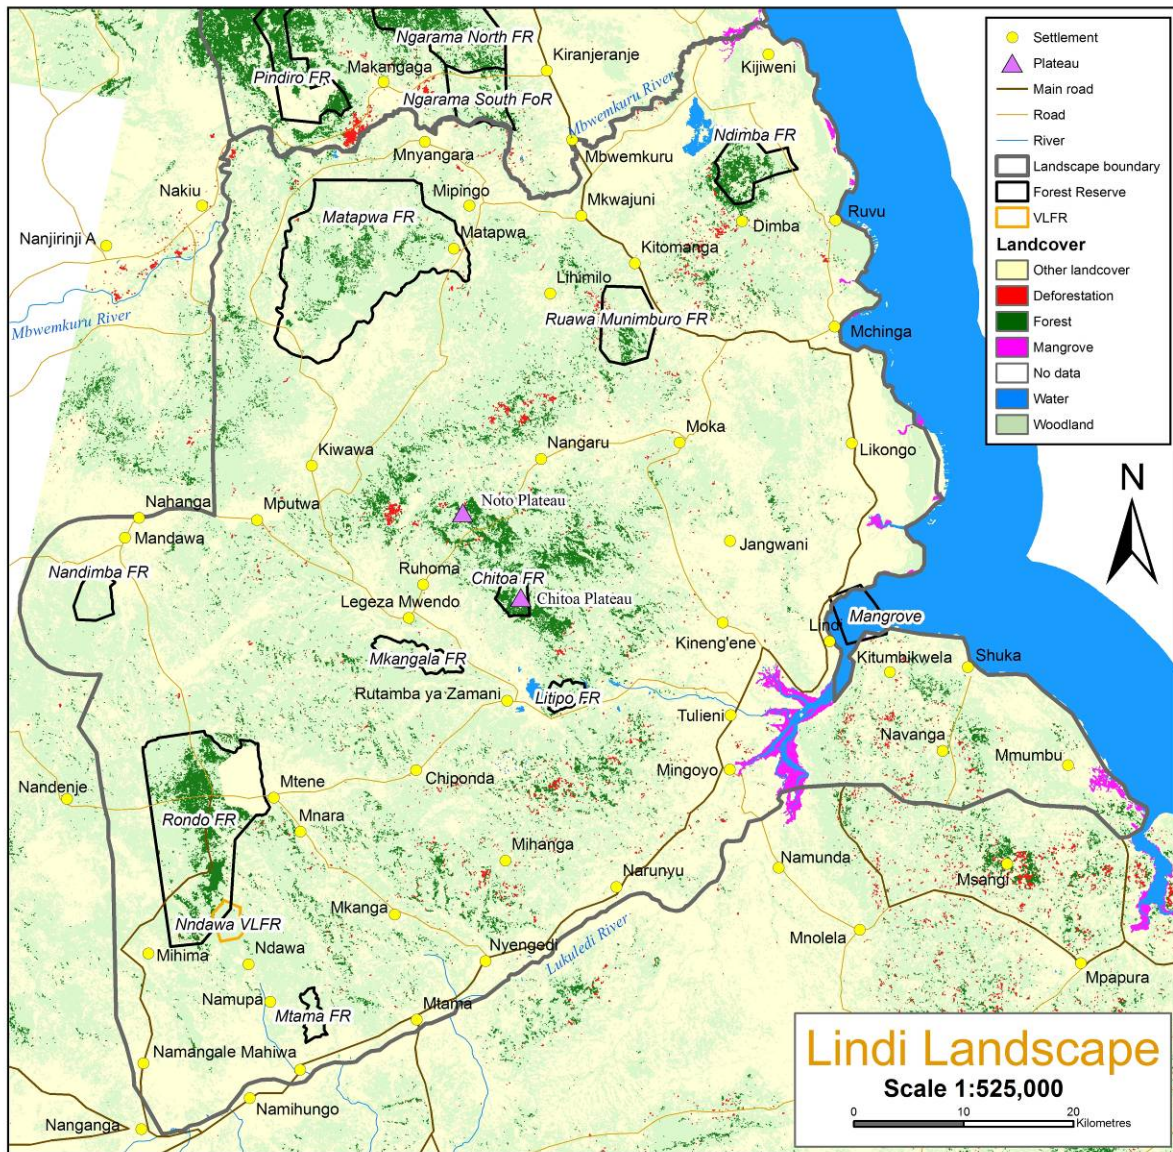 Ngarama North FR
Kiranjeranje
Kijiweni
Pindiro FR
Makangaga
Ngarama South FoR
Mbwemkuru River
Ndimba FR
Mnyangara
Mbwemkuru
Nakiu
Mipingo
Mkwajuni
Matapwa FR
Dimba
Ruvu
Nanjirinji A
Matapwa
Kitomanga
Lihimilo
Mbwemkuru River
Ruawa Munimburo FR
Mchinga
Moka
Likongo
Kiwawa
Nangaru
Nahanga
Mputwa
Noto Plateau
Mandawa
Jangwani
Nandimba FR
Ruhoma
Chitoa FR
Chitoa Plateau
Legeza Mwendo
Mangrove
Kineng'ene
Lindi
Mkangala FR
Kitumbikwela
Shuka
Rutamba ya Zamani
Litipo FR
Tulieni
Navanga
Mmumbu
Nandenje
Mtene
Chiponda
Mingoyo
Rondo FR
Mnara
Mihanga
Namunda
Msangi
Narunyu
Nndawa VLFR
Mkanga
Mnolela
Mihima
Ndawa
Nyengedi
Lukuledi River
Mpapura
Namupa
Mtama FR
Mtama
Namangale
Mahiwa
Namihungo
Nanganga
Settlement
Plateau
Main road
Road
River
Landscape boundary
Forest Reserve
VLFR
Landcover
Other landcover
Deforestation
Forest
Mangrove
No data
Water
Woodland
N
Lindi Landscape
Scale 1:525,000
0 10 20
Kilometres